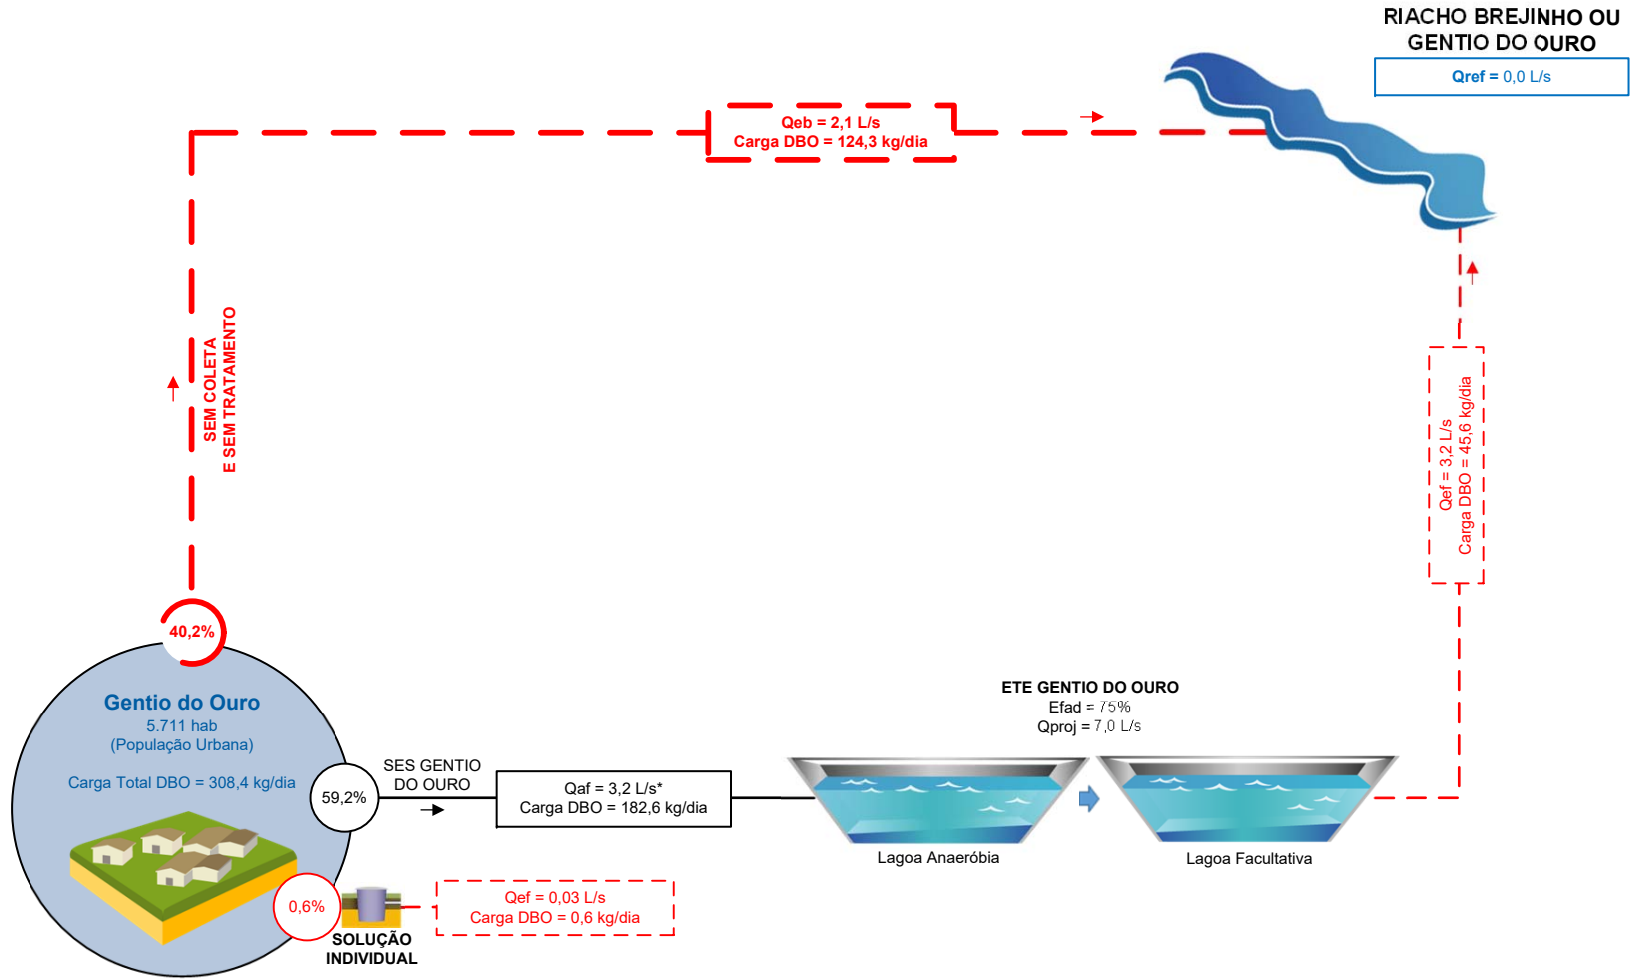 RIACHO BREJINHO OU
GENTIO DO OURO
Qref = 0,0 L/s
Qeb = 2,1 L/s
Carga DBO = 124,3 kg/dia
SEM COLETA
E SEM TRATAMENTO
Qef = 3,2 L/s
Carga DBO = 45,6 kg/dia
40,2%
Gentio do Ouro
5.711 hab
(População Urbana)
Carga Total DBO = 308,4 kg/dia
59,2%
SES GENTIO
DO OURO
Qaf = 3,2 L/s*
Carga DBO = 182,6 kg/dia
ETE GENTIO DO OURO
Efad = 75%
Qproj = 7,0 L/s
Lagoa Anaeróbia
Lagoa Facultativa
0,6%
SOLUÇÃO
INDIVIDUAL
Qef = 0,03 L/s
Carga DBO = 0,6 kg/dia